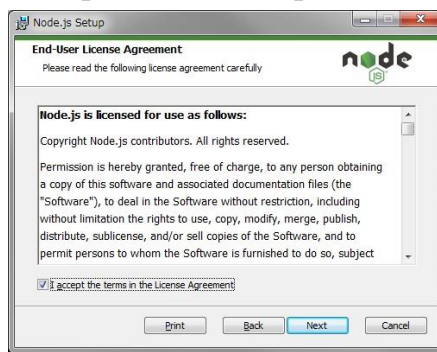 Node.js Setup
End-User License Agreement
Please read the following license agreement carefully
node
JS
Node.js is licensed for use as follows:
Copyright Node.js contributors. All rights reserved.
Permission is hereby granted, free of charge, to any person obtaining
a copy of this software and associated documentation files (the
"Software"), to deal in the Software without restriction, including
without limitation the rights to use, copy, modify, merge, publish,
distribute, sublicense, and/or sell copies of the Software, and to
permit persons to whom the Software is furnished to do so, subject
I accept the terms in the License Agreement
Print Back Next Cancel